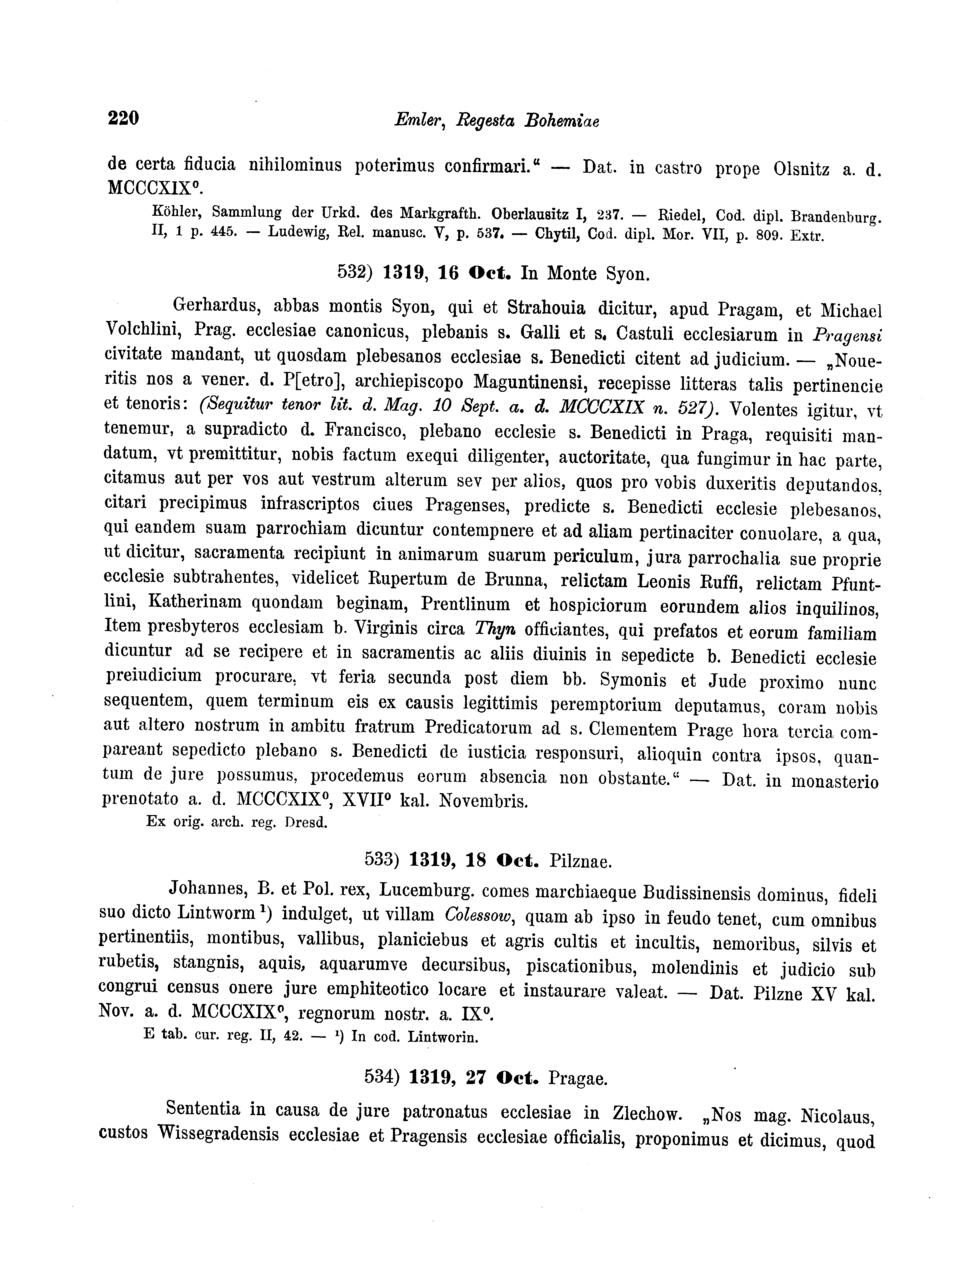 220 Emler, Regesta Bohemiae
de certa fiducia nihilominus poterimus confirmari.“ — Dat. in castro prope Olsnitz a. d.
MCCCXIX⁰.
Köhler, Sammlung der Urkd. des Markgrafth. Oberlausitz I, 237. — Riedel, Cod. dipl. Brandenburg.
II, 1 p. 445. — Ludewig, Rel. manusc. V, p. 537. — Chytil, Cod. dipl. Mor. VII, p. 809. Extr.
532) 1319, 16 Oct. In Monte Syon.
Gerhardus, abbas montis Syon, qui et Strahouia dicitur, apud Pragam, et Michael
Volchlini, Prag. ecclesiae canonicus, plebanis s. Galli et s. Castuli ecclesiarum in Pragensi
civitate mandant, ut quosdam plebesanos ecclesiae s. Benedicti citent ad judicium. — „Noue-
ritis nos a vener. d. P[etro], archiepiscopo Maguntinensi, recepisse litteras talis pertinencie
et tenoris: (Sequitur tenor lit. d. Mag. 10 Sept. a. d. MCCCXIX n. 527). Volentes igitur, vt
tenemur, a supradicto d. Francisco, plebano ecclesie s. Benedicti in Praga, requisiti man-
datum, vt premittitur, nobis factum exequi diligenter, auctoritate, qua fungimur in hac parte,
citamus aut per vos aut vestrum alterum sev per alios, quos pro vobis duxeritis deputandos,
citari precipimus infrascriptos ciues Pragenses, predicte s. Benedicti ecclesie plebesanos,
qui eandem suam parrochiam dicuntur contempnere et ad aliam pertinaciter conuolare, a qua,
ut dicitur, sacramenta recipiunt in animarum suarum periculum, jura parrochalia sue proprie
ecclesie subtrahentes, videlicet Rupertum de Brunna, relictam Leonis Ruffi, relictam Pfunt-
lini, Katherinam quondam beginam, Prentlinum et hospiciorum eorundem alios inquilinos,
Item presbyteros ecclesiam b. Virginis circa Thyn officiantes, qui prefatos et eorum familiam
dicuntur ad se recipere et in sacramentis ac aliis diuinis in sepedicte b. Benedicti ecclesie
preiudicium procurare, vt feria secunda post diem bb. Symonis et Jude proximo nunc
sequentem, quem terminum eis ex causis legittimis peremptorium deputamus, coram nobis
aut altero nostrum in ambitu fratrum Predicatorum ad s. Clementem Prage hora tercia com-
pareant sepedicto plebano s. Benedicti de iusticia responsuri, alioquin contra ipsos, quan-
tum de jure possumus, procedemus eorum absencia non obstante.“ — Dat. in monasterio
prenotato a. d. MCCCXIX⁰, XVII⁰ kal. Novembris.
Ex orig. arch. reg. Dresd.
533) 1319, 18 Oct. Pilznae.
Johannes, B. et Pol. rex, Lucemburg. comes marchiaeque Budissinensis dominus, fideli
suo dicto Lintworm ¹) indulget, ut villam Colessow, quam ab ipso in feudo tenet, cum omnibus
pertinentiis, montibus, vallibus, planiciebus et agris cultis et incultis, nemoribus, silvis et
rubetis, stangnis, aquis, aquarumve decursibus, piscationibus, molendinis et judicio sub
congrui census onere jure emphiteotico locare et instaurare valeat. — Dat. Pilzne XV kal.
Nov. a. d. MCCCXIX⁰, regnorum nostr. a. IX⁰.
E tab. cur. reg. II, 42. — ¹) In cod. Lintworin.
534) 1319, 27 Oct. Pragae.
Sententia in causa de jure patronatus ecclesiae in Zlechow. „Nos mag. Nicolaus,
custos Wissegradensis ecclesiae et Pragensis ecclesiae officialis, proponimus et dicimus, quod